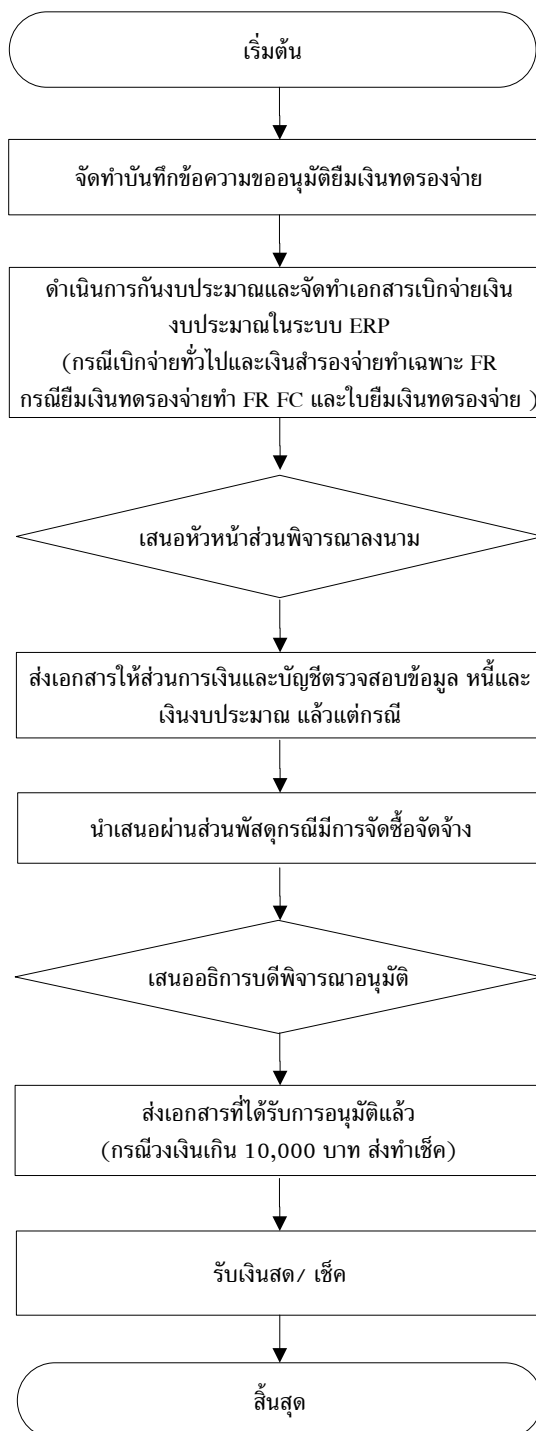 เริ่มต้น
จัดทำบันทึกข้อความขออนุมัติยืมเงินทดรองจ่าย
ดำเนินการกันงบประมาณและจัดทำเอกสารเบิกจ่ายเงิน
งบประมาณในระบบ ERP
(กรณีเบิกจ่ายทั่วไปและเงินสำรองจ่ายทำเฉพาะ FR
กรณียืมเงินทดรองจ่ายทำ FR FC และใบยืมเงินทดรองจ่าย )
เสนอหัวหน้าส่วนพิจารณาลงนาม
ส่งเอกสารให้ส่วนการเงินและบัญชีตรวจสอบข้อมูล หนี้และ
เงินงบประมาณ แล้วแต่กรณี
นำเสนอผ่านส่วนพัสดุกรณีมีการจัดซื้อจัดจ้าง
เสนออธิการบดีพิจารณาอนุมัติ
ส่งเอกสารที่ได้รับการอนุมัติแล้ว
(กรณีวงเงินเกิน 10,000 บาท ส่งทำเช็ค)
รับเงินสด/ เช็ค
สิ้นสุด